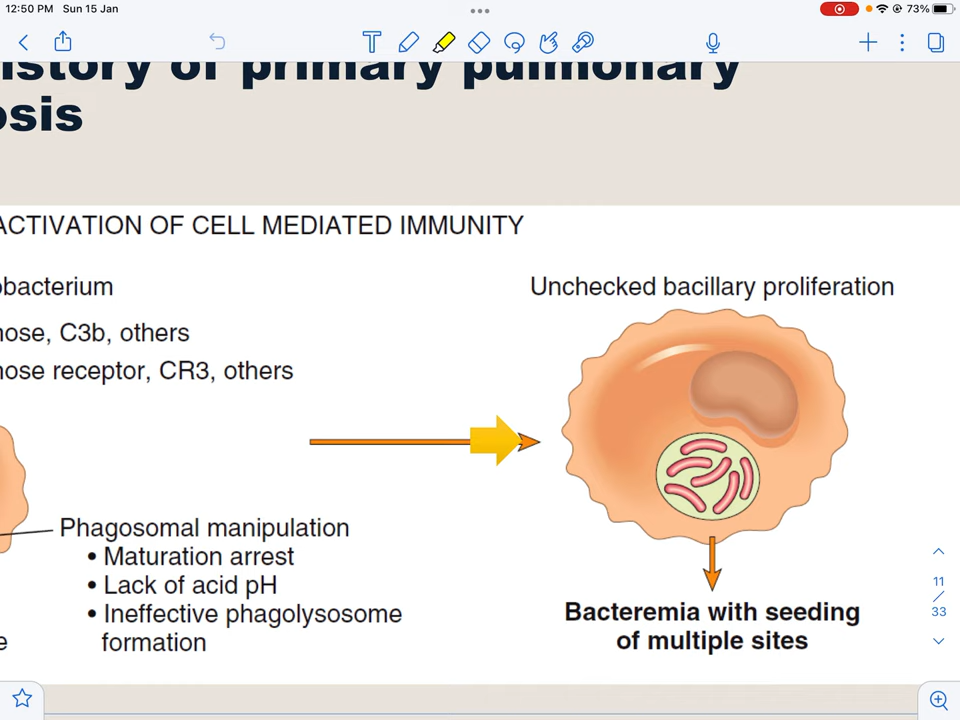 12:50 PM Sun 15 Jan
73%
istory of primary pulmonary
osis
ACTIVATION OF CELL MEDIATED IMMUNITY
obacterium
Unchecked bacillary proliferation
nose, C3b, others
nose receptor, CR3, others
Phagosomal manipulation
• Maturation arrest
• Lack of acid pH
• Ineffective phagolysosome
formation
e
Bacteremia with seeding
of multiple sites
11
/
33